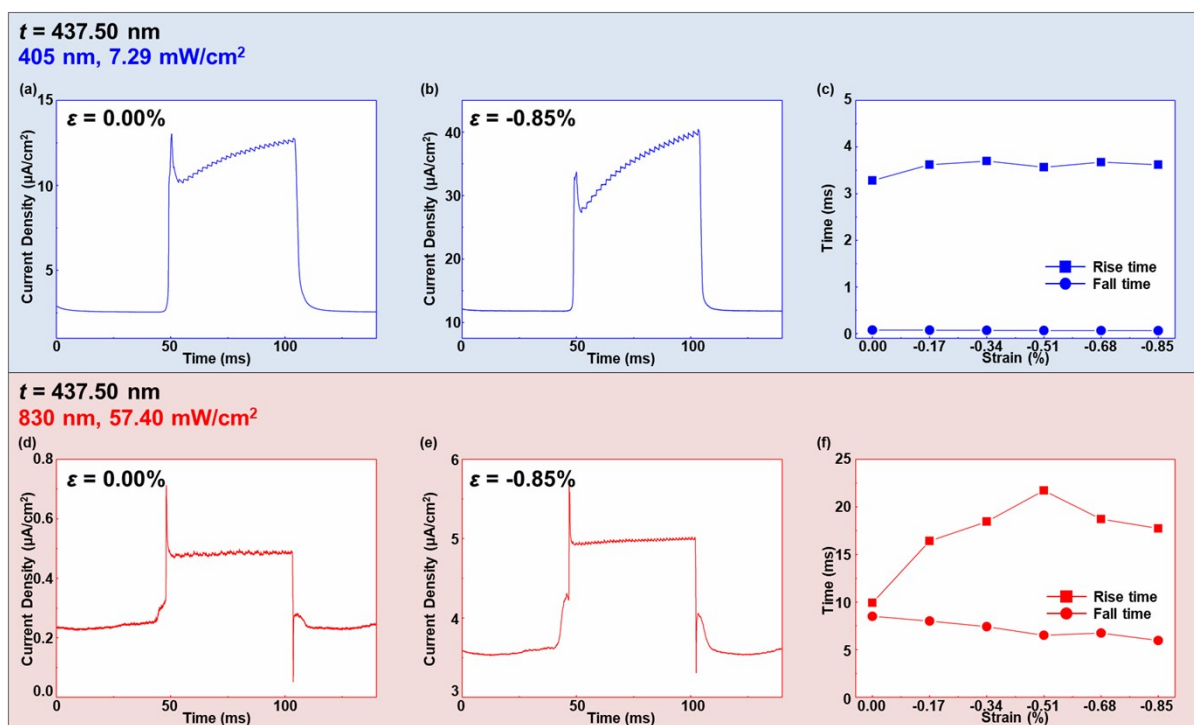 t = 437.50 nm
405 nm, 7.29 mW/cm²
(a)
ε = 0.00%
Current Density (µA/cm²)
15
10
5
0
50
100
Time (ms)
(b)
ε = -0.85%
Current Density (µA/cm²)
40
30
20
10
0
50
100
Time (ms)
(c)
Time (ms)
5
4
3
2
1
0
Rise time
Fall time
0.00 -0.17 -0.34 -0.51 -0.68 -0.85
Strain (%)
t = 437.50 nm
830 nm, 57.40 mW/cm²
(d)
ε = 0.00%
Current Density (µA/cm²)
0.8
0.6
0.4
0.2
0.0
0
50
100
Time (ms)
(e)
ε = -0.85%
Current Density (µA/cm²)
6
5
4
3
0
50
100
Time (ms)
(f)
Time (ms)
25
20
15
10
5
0
Rise time
Fall time
0.00 -0.17 -0.34 -0.51 -0.68 -0.85
Strain (%)